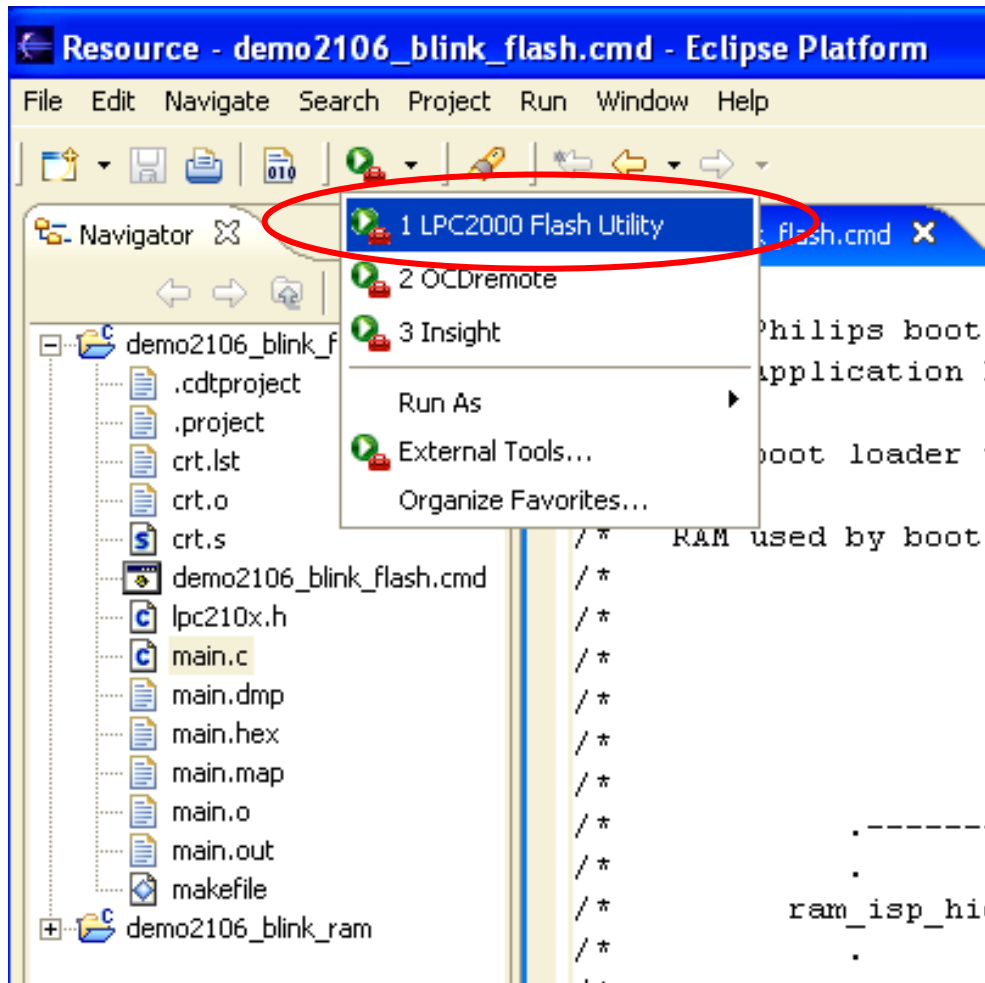 Resource - demo2106_blink_flash.cmd - Eclipse Platform
File Edit Navigate Search Project Run Window Help
010
Navigator
1 LPC2000 Flash Utility
2 OCDremote
3 Insight
Run As
External Tools...
Organize Favorites...
flash.cmd
demo2106_blink_f
.cdtproject
.project
crt.lst
crt.o
crt.s
demo2106_blink_flash.cmd
lpc210x.h
main.c
main.dmp
main.hex
main.map
main.o
main.out
makefile
demo2106_blink_ram
Philips boot
application
boot loader
/* RAM used by boot
/*
/*
/*
/*
/*
/*
/* .-------
/* .
/* ram_isp_hi
/* .